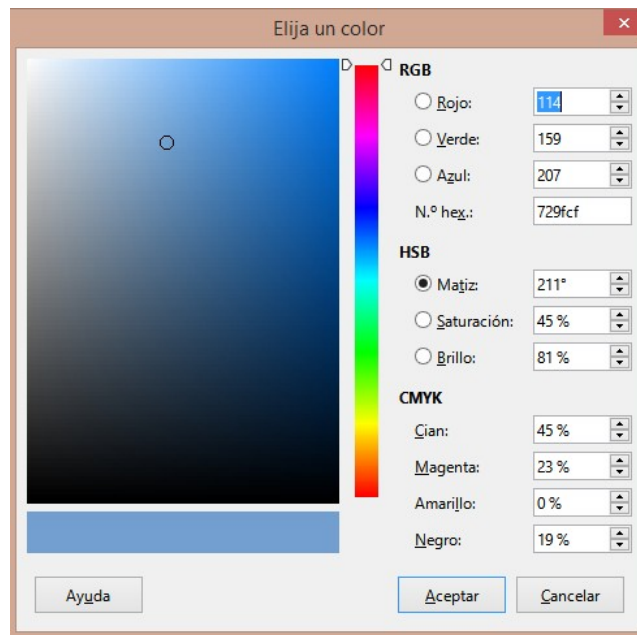 Elija un color
RGB
Rojo: 114
Verde: 159
Azul: 207
N.º hex.: 729fcf
HSB
Matiz: 211°
Saturación: 45 %
Brillo: 81 %
CMYK
Cian: 45 %
Magenta: 23 %
Amarillo: 0 %
Negro: 19 %
Ayuda Aceptar Cancelar